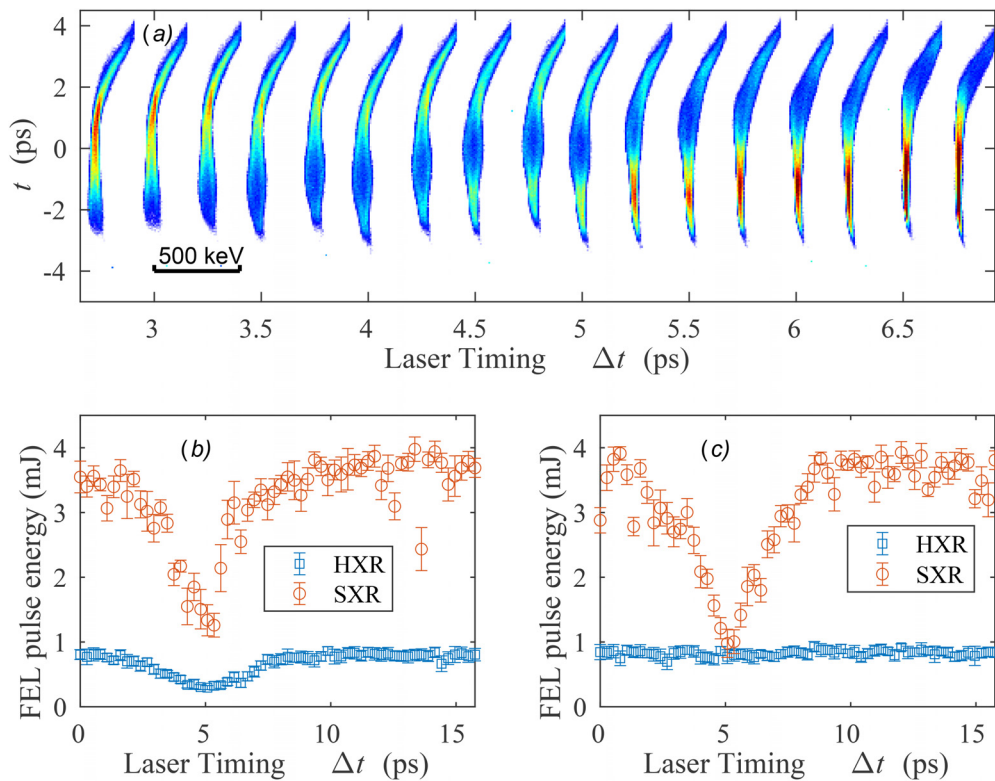 4
2
0
-2
-4
t (ps)
(a)
500 keV
3 3.5 4 4.5 5 5.5 6 6.5
Laser Timing Δt (ps)
4
3
2
1
0
FEL pulse energy (mJ)
(b)
HXR
SXR
0 5 10 15
Laser Timing Δt (ps)
4
3
2
1
0
FEL pulse energy (mJ)
(c)
HXR
SXR
0 5 10 15
Laser Timing Δt (ps)